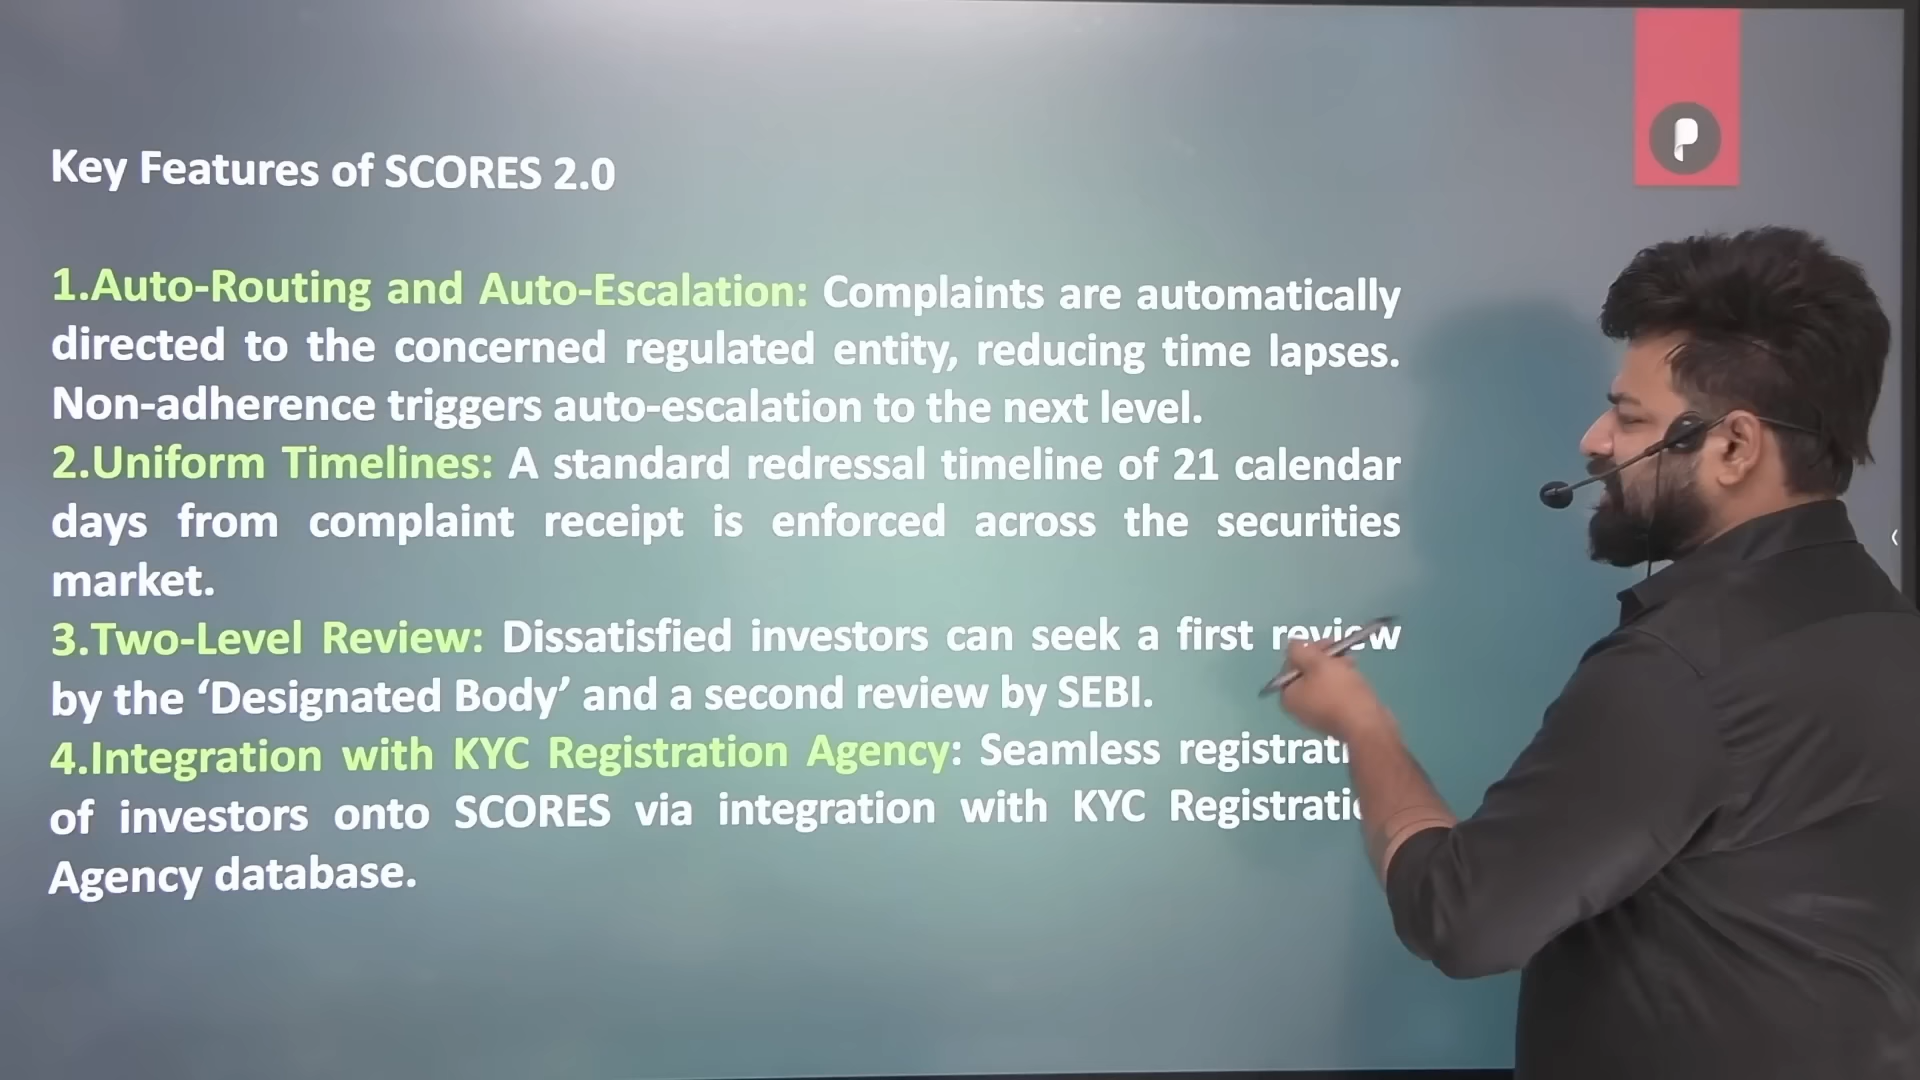 Key Features of SCORES 2.0
1.Auto-Routing and Auto-Escalation: Complaints are automatically
directed to the concerned regulated entity, reducing time lapses.
Non-adherence triggers auto-escalation to the next level.
2.Uniform Timelines: A standard redressal timeline of 21 calendar
days from complaint receipt is enforced across the securities
market.
3.Two-Level Review: Dissatisfied investors can seek a first review
by the ‘Designated Body’ and a second review by SEBI.
4.Integration with KYC Registration Agency: Seamless
of investors onto SCORES via integration with KYC
Agency database.